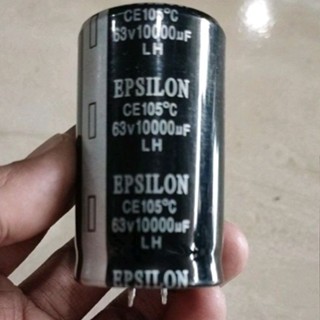 CE105°C
63v10000uF
LH
EPSILON
CE105°C
63v10000uF
LH
EPSILON
CE105°C
63v10000uF
LH
EPSILON